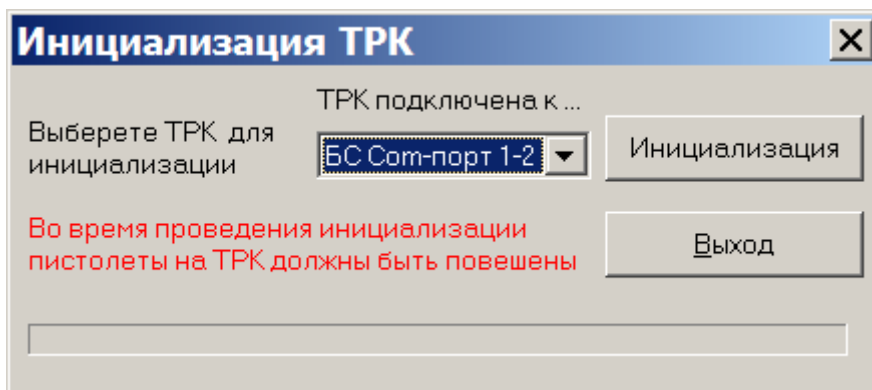 Инициализация ТРК
ТРК подключена к ...
Выберете ТРК для
инициализации
БС Com-порт 1-2
Инициализация
Во время проведения инициализации
пистолеты на ТРК должны быть повешены
Выход